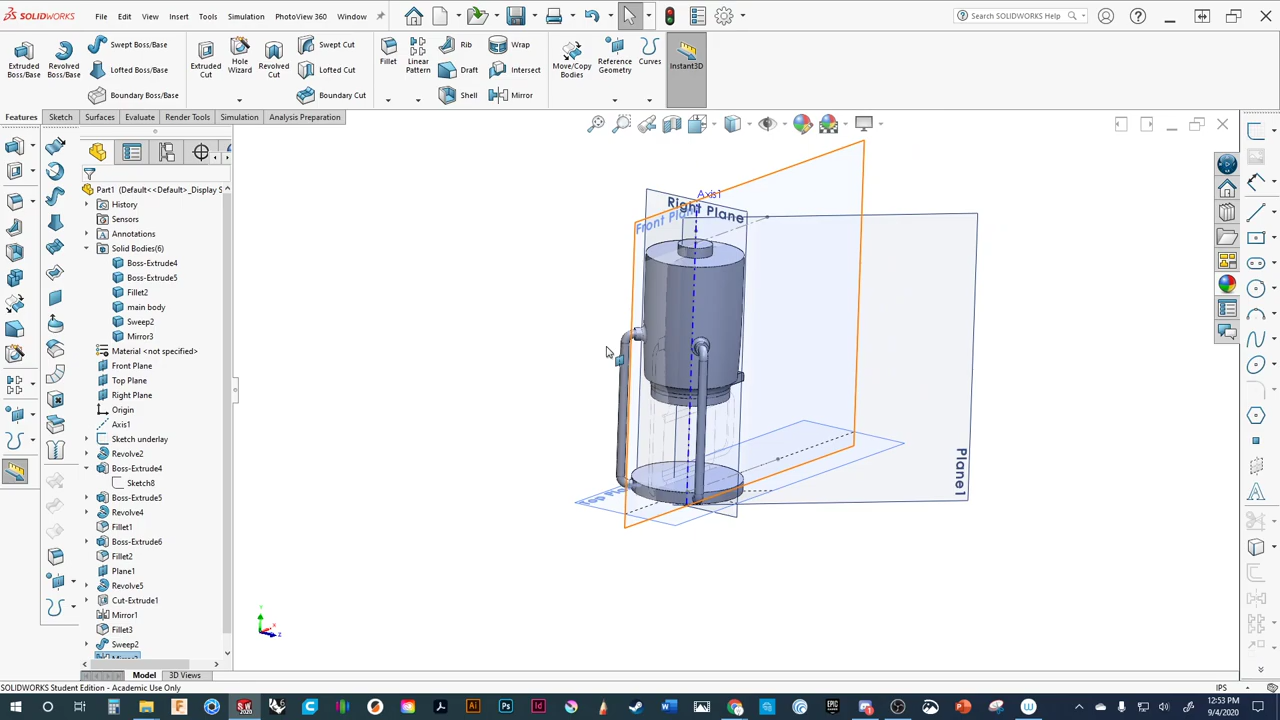 SOLIDWORKS
File Edit View Insert Tools Simulation PhotoView 360 Window
Search SOLIDWORKS Help
Extruded Boss/Base
Revolved Boss/Base
Swept Boss/Base
Lofted Boss/Base
Boundary Boss/Base
Extruded Cut
Hole Wizard
Revolved Cut
Swept Cut
Lofted Cut
Boundary Cut
Fillet
Linear Pattern
Rib
Draft
Shell
Wrap
Intersect
Mirror
Move/Copy Bodies
Reference Geometry
Curves
Instant3D
Features Sketch Surfaces Evaluate Render Tools Simulation Analysis Preparation
Part1 (Default<<Default>_Display S
History
Sensors
Annotations
Solid Bodies(6)
Boss-Extrude4
Boss-Extrude5
Fillet2
main body
Sweep2
Mirror3
Material <not specified>
Front Plane
Top Plane
Right Plane
Origin
Axis1
Sketch underlay
Revolve2
Boss-Extrude4
Sketch8
Boss-Extrude5
Revolve4
Fillet1
Boss-Extrude6
Fillet2
Plane1
Revolve5
Cut-Extrude1
Mirror1
Fillet3
Sweep2
Axis1
Right Plane
Front Plane
Plane1
Model 3D Views
SOLIDWORKS Student Edition - Academic Use Only
IPS
12:53 PM
9/4/2020